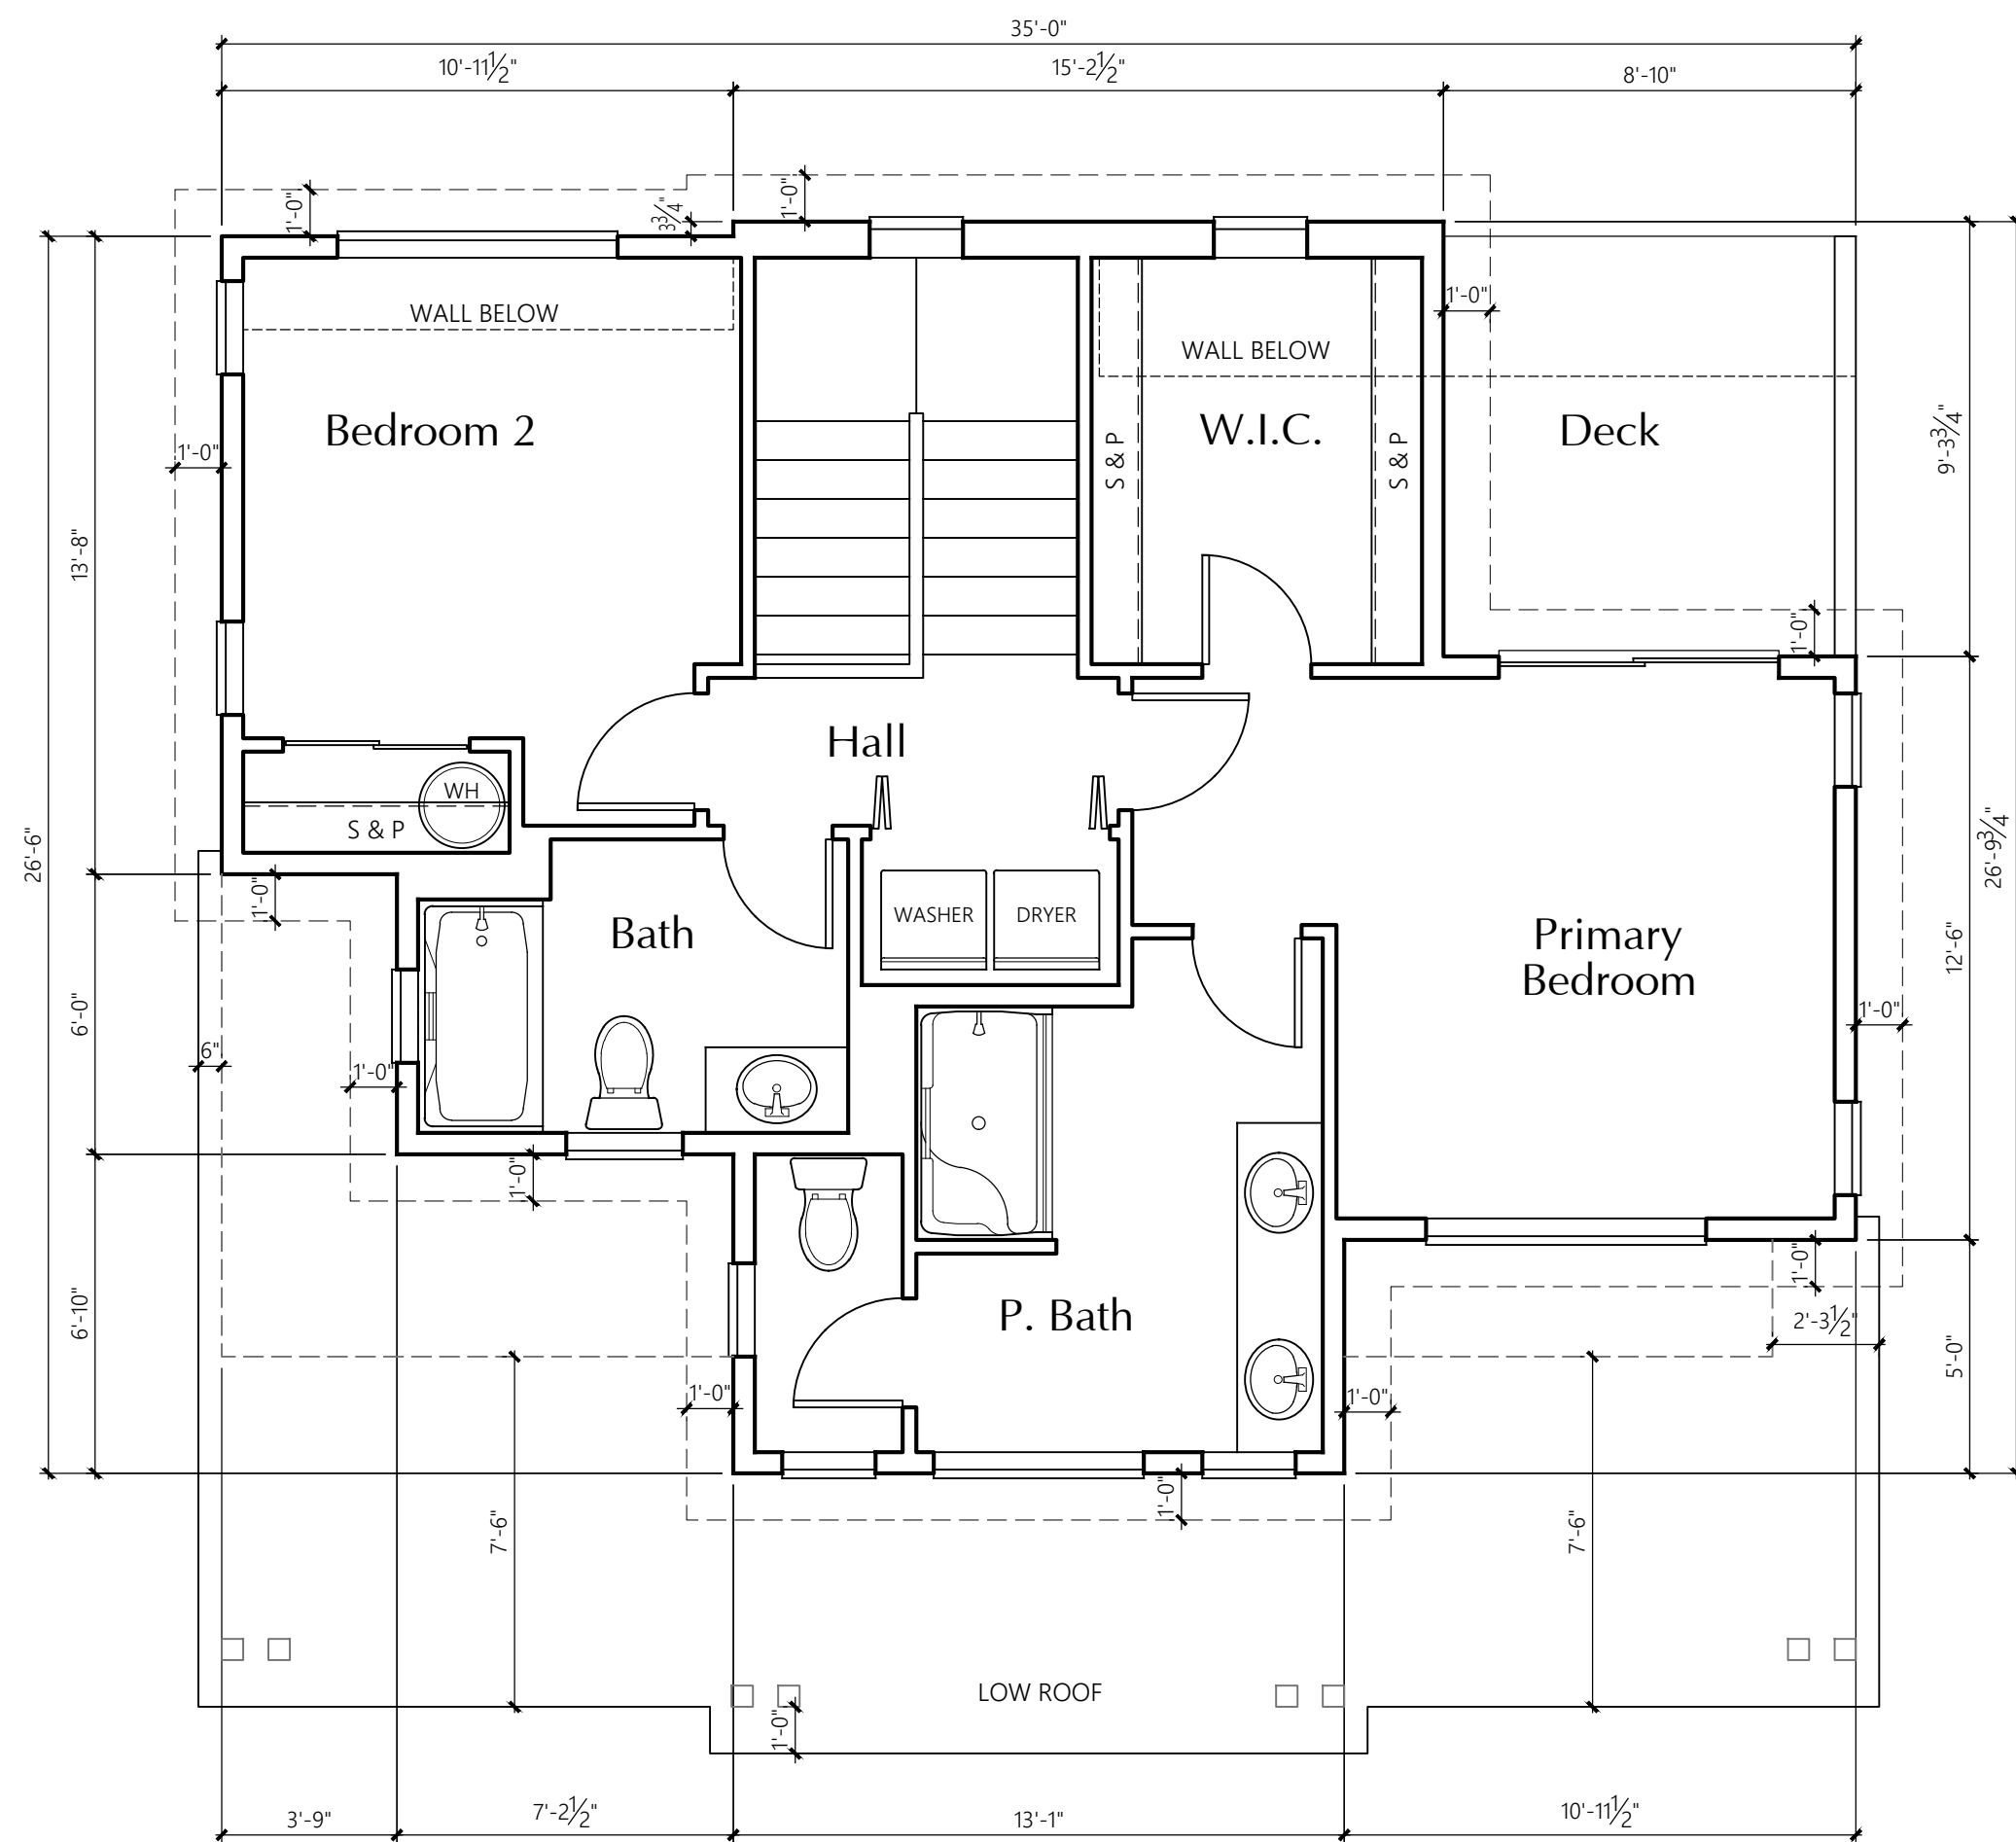 35'-0"
10'-11½"
15'-2½"
8'-10"
1'-0"
3¾"
1'-0"
WALL BELOW
1'-0"
WALL BELOW
Bedroom 2
W.I.C.
Deck
9'-3¾"
1'-0"
S & P
S & P
13'-8"
1'-0"
Hall
WH
S & P
26'-6"
26'-9¾"
1'-0"
WASHER
DRYER
Bath
Primary
Bedroom
12'-6"
6'-0"
1'-0"
6"
1'-0"
1'-0"
1'-0"
6'-10"
P. Bath
2'-3½"
5'-0"
1'-0"
1'-0"
1'-0"
7'-6"
7'-6"
LOW ROOF
1'-0"
3'-9"
7'-2½"
13'-1"
10'-11½"